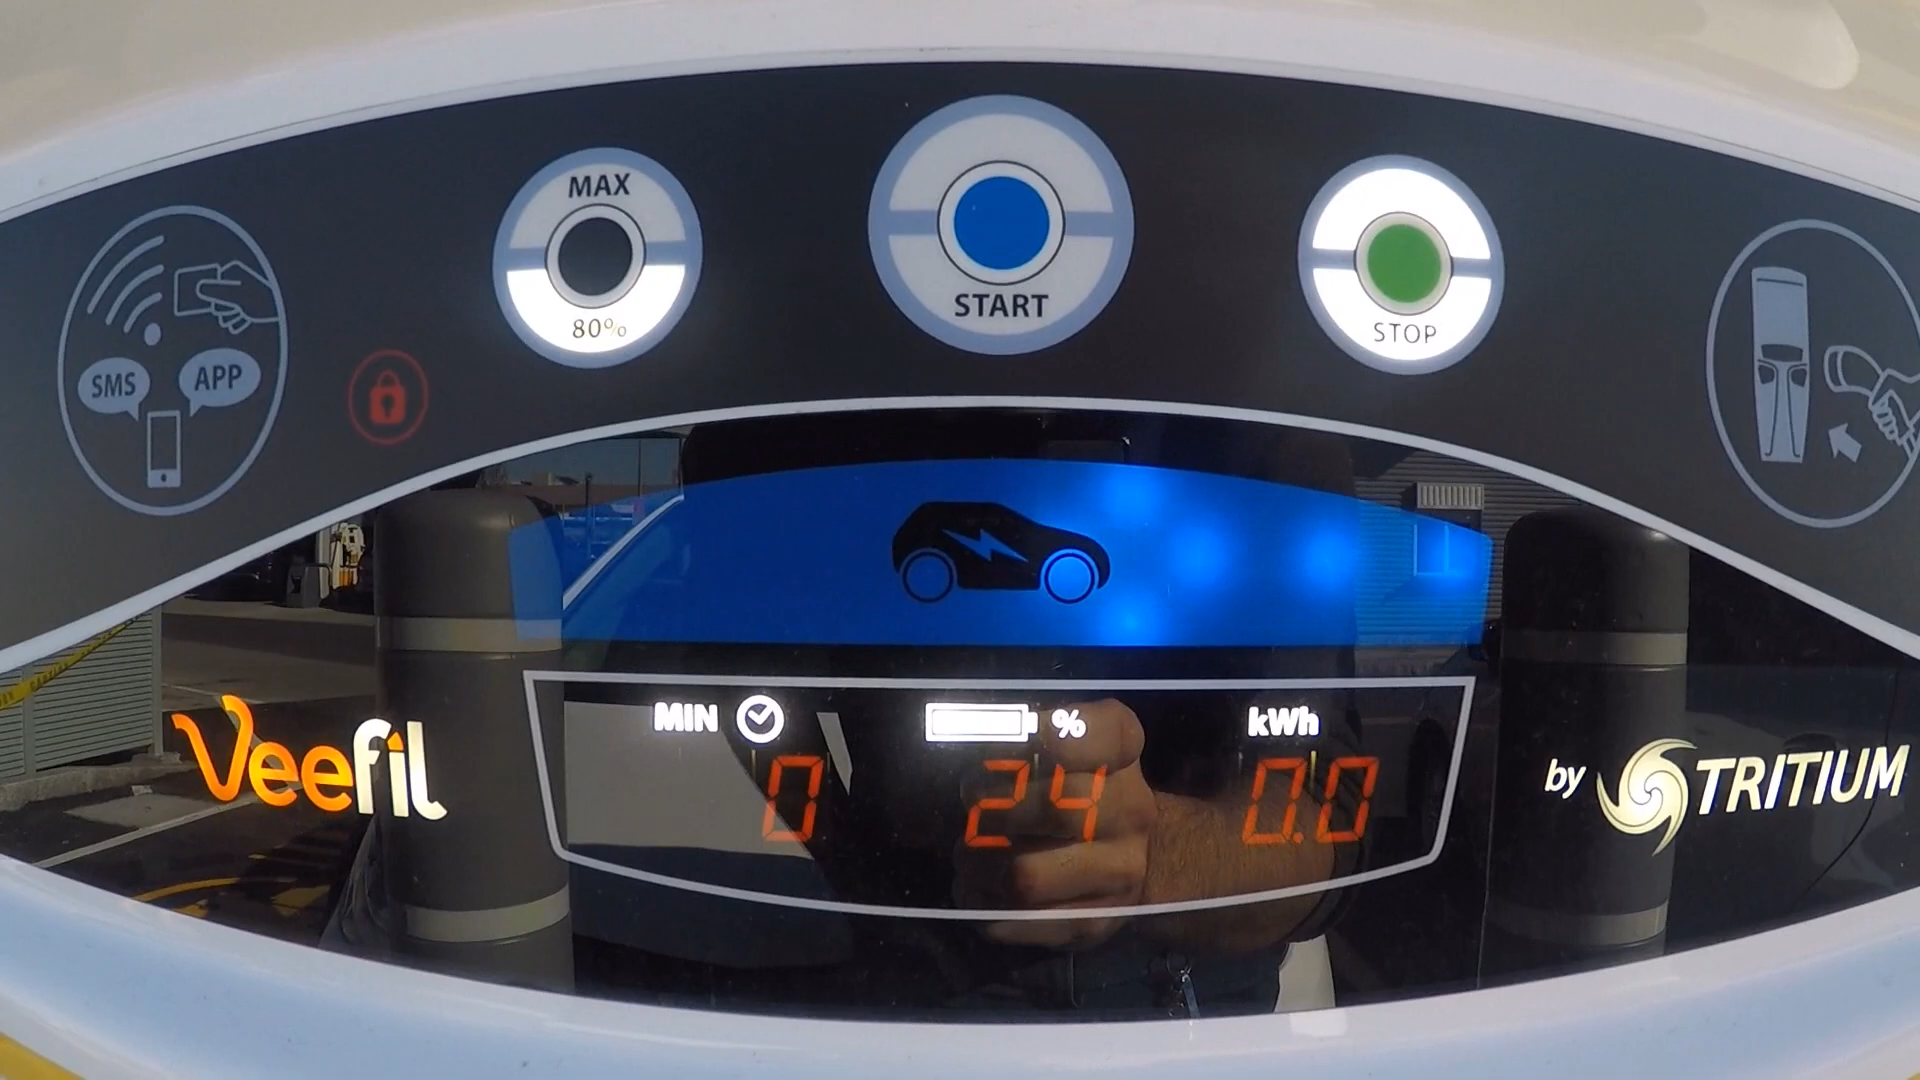 MAX
80%
START
STOP
SMS
APP
MIN
%
kWh
0
24
0.0
Veefil
by TRITIUM